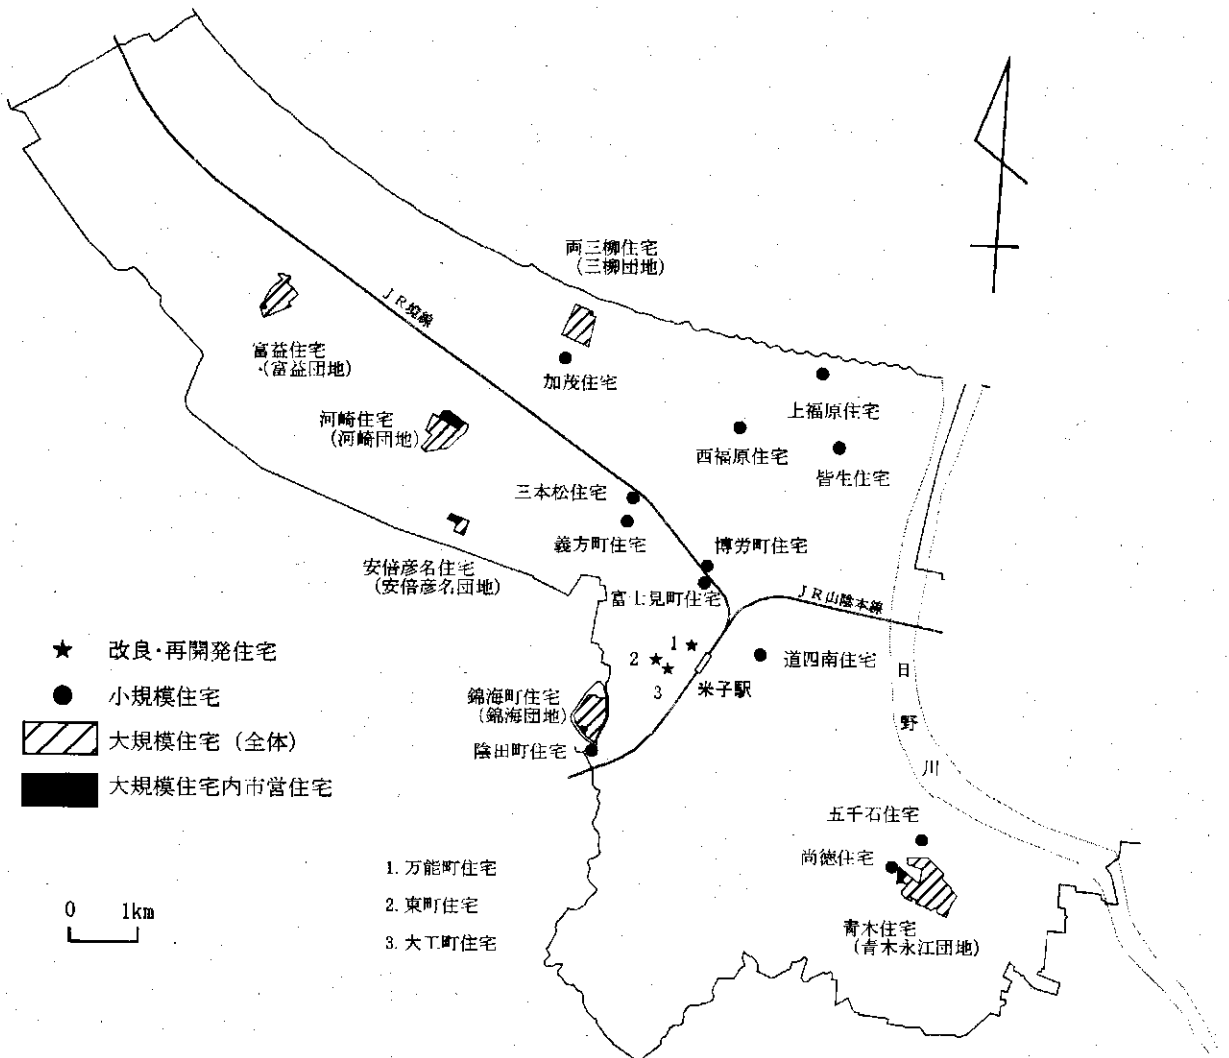 両三柳住宅
(三柳団地)
JR境線
富益住宅
(富益団地)
加茂住宅
上福原住宅
河崎住宅
(河崎団地)
西福原住宅
皆生住宅
三本松住宅
義方町住宅
博労町住宅
安倍彦名住宅
(安倍彦名団地)
富士見町住宅
JR山陰本線
1
2
3
米子駅
道四南住宅
日野川
★ 改良・再開発住宅
● 小規模住宅
大規模住宅 (全体)
大規模住宅内市営住宅
錦海町住宅
(錦海団地)
陰田町住宅
五千石住宅
尚徳住宅
青木住宅
(青木永江団地)
1. 万能町住宅
2. 東町住宅
3. 大工町住宅
0 1km